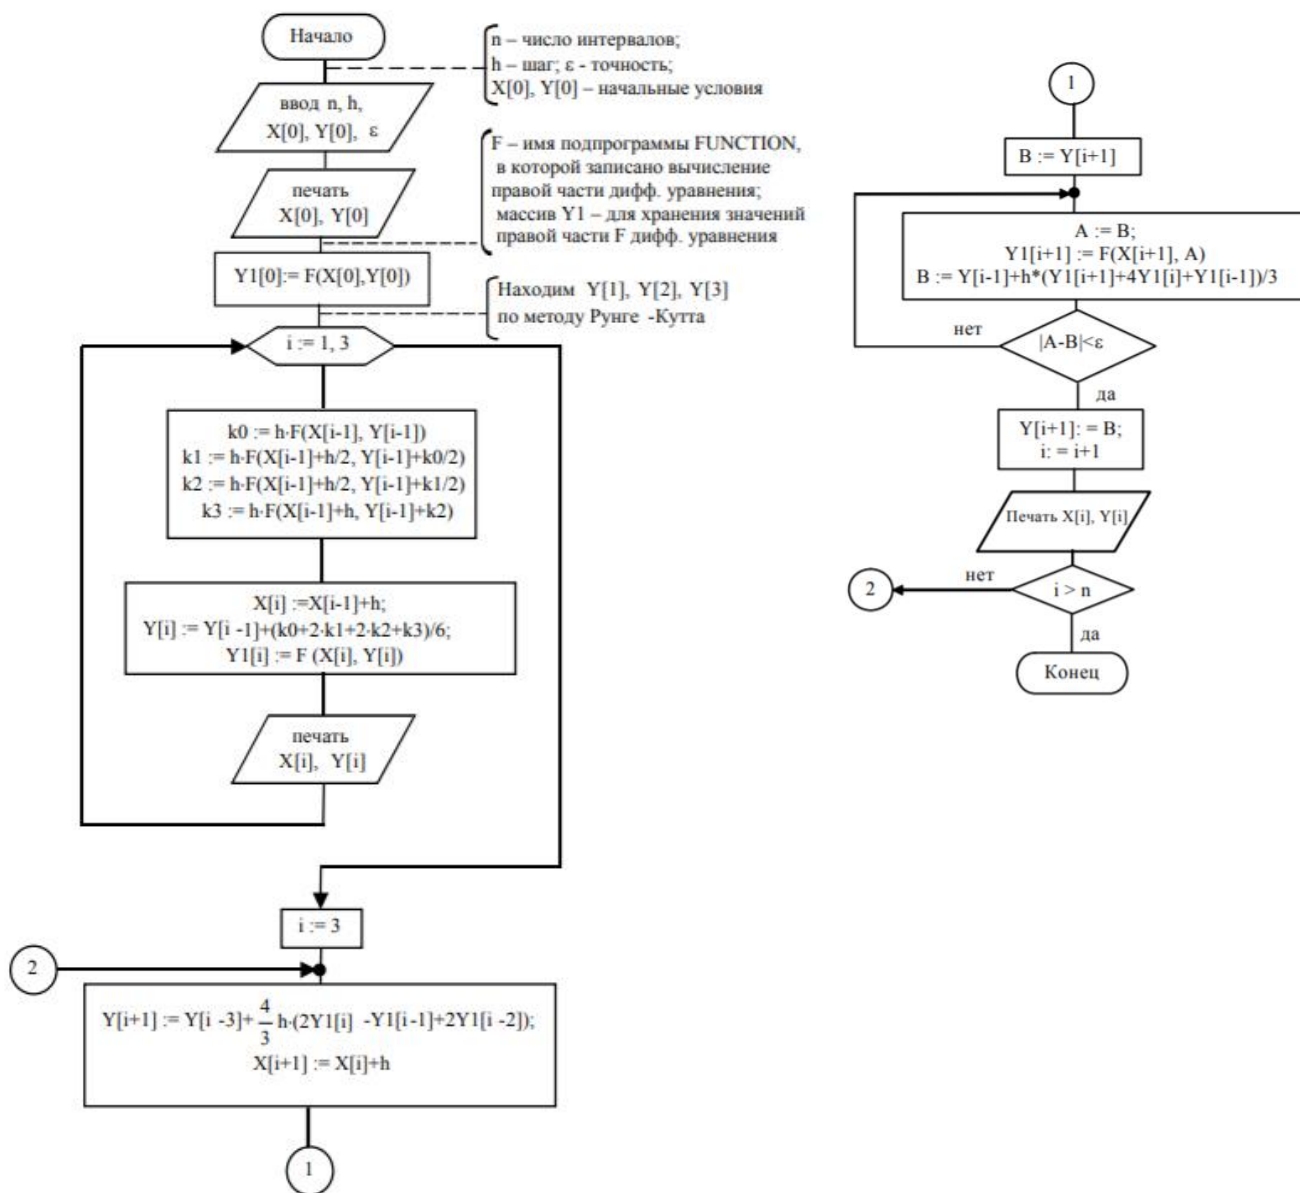 Начало
n – число интервалов;
h – шаг; ε - точность;
X[0], Y[0] – начальные условия
ввод n, h,
X[0], Y[0], ε
F – имя подпрограммы FUNCTION,
в которой записано вычисление
правой части дифф. уравнения;
массив Y1 – для хранения значений
правой части F дифф. уравнения
печать
X[0], Y[0]
Y1[0]:= F(X[0],Y[0])
Находим Y[1], Y[2], Y[3]
по методу Рунге -Кутта
i := 1, 3
k0 := h·F(X[i-1], Y[i-1])
k1 := h·F(X[i-1]+h/2, Y[i-1]+k0/2)
k2 := h·F(X[i-1]+h/2, Y[i-1]+k1/2)
k3 := h·F(X[i-1]+h, Y[i-1]+k2)
X[i] :=X[i-1]+h;
Y[i] := Y[i -1]+(k0+2·k1+2·k2+k3)/6;
Y1[i] := F (X[i], Y[i])
печать
X[i], Y[i]
i := 3
2
Y[i+1] := Y[i -3]+4/3 h·(2Y1[i] -Y1[i-1]+2Y1[i -2]);
X[i+1] := X[i]+h
1
1
B := Y[i+1]
A := B;
Y1[i+1] := F(X[i+1], A)
B := Y[i-1]+h*(Y1[i+1]+4Y1[i]+Y1[i-1])/3
нет
|A-B|<ε
да
Y[i+1]: = B;
i: = i+1
Печать X[i], Y[i]
2
нет
i > n
да
Конец